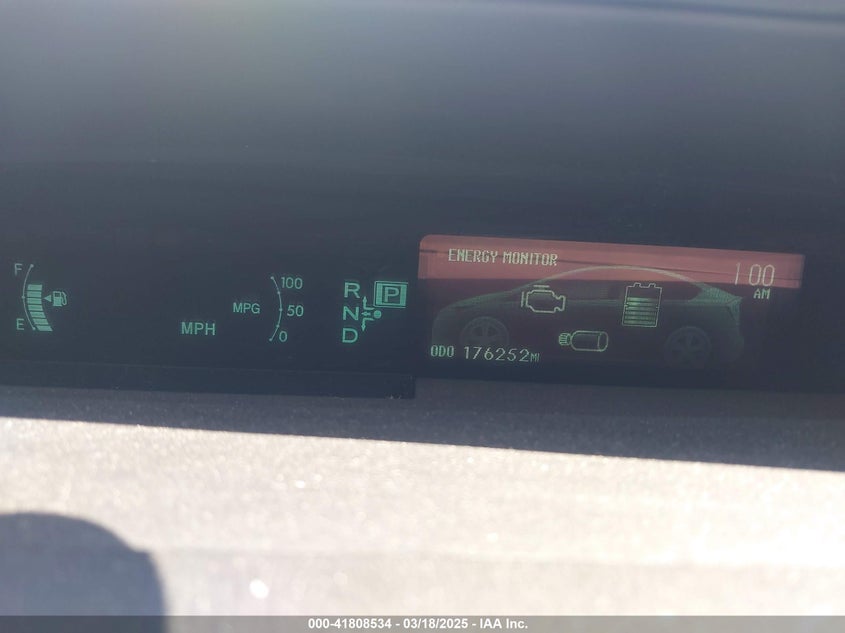 F
E
MPH
MPG
100
50
0
R
N
D
P
ENERGY MONITOR
1 00
AM
ODO 176252MI
000-41808534 - 03/18/2025 - IAA Inc.